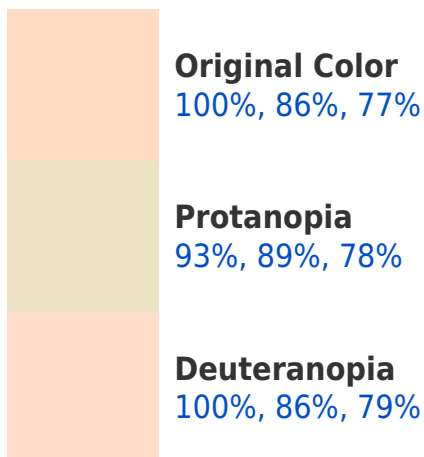 Original Color
100%, 86%, 77%
Protanopia
93%, 89%, 78%
Deuteranopia
100%, 86%, 79%